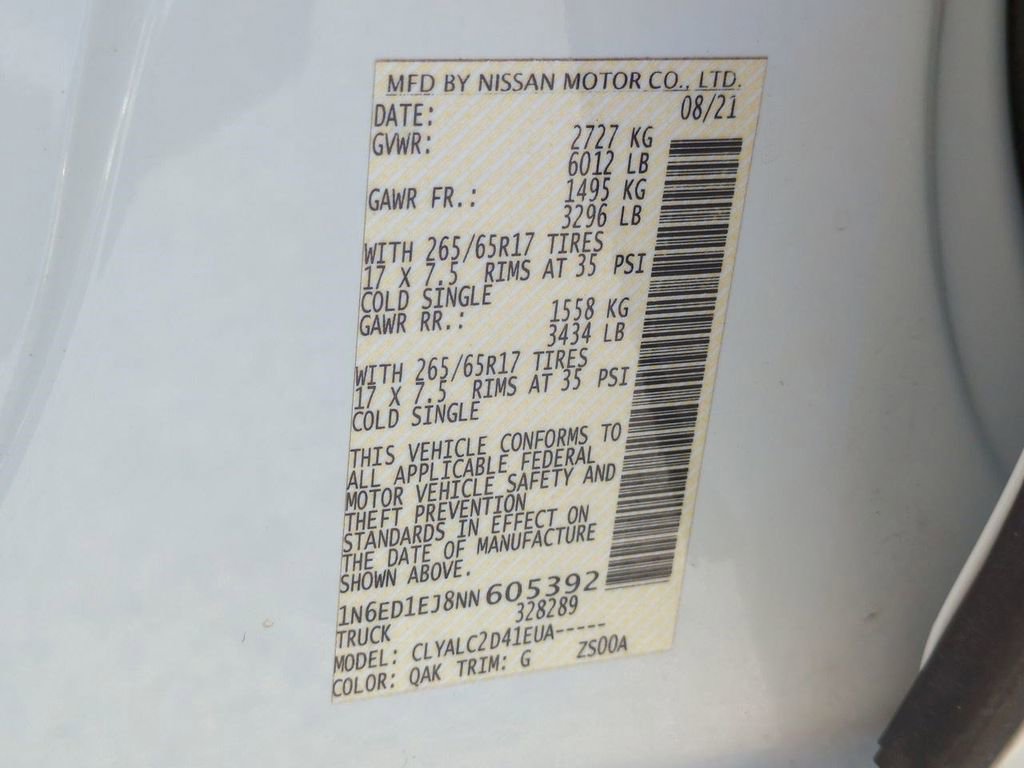 MFD BY NISSAN MOTOR CO., LTD.
DATE: 08/21
GVWR: 2727 KG
6012 LB
GAWR FR.: 1495 KG
3296 LB
WITH 265/65R17 TIRES
17 X 7.5 RIMS AT 35 PSI
COLD SINGLE
GAWR RR.: 1558 KG
3434 LB
WITH 265/65R17 TIRES
17 X 7.5 RIMS AT 35 PSI
COLD SINGLE
THIS VEHICLE CONFORMS TO
ALL APPLICABLE FEDERAL
MOTOR VEHICLE SAFETY AND
THEFT PREVENTION
STANDARDS IN EFFECT ON
THE DATE OF MANUFACTURE
SHOWN ABOVE.
1N6ED1EJ8NN605392
TRUCK 328289
MODEL: CLYALC2D41EUA-----
COLOR: QAK TRIM: G ZS00A